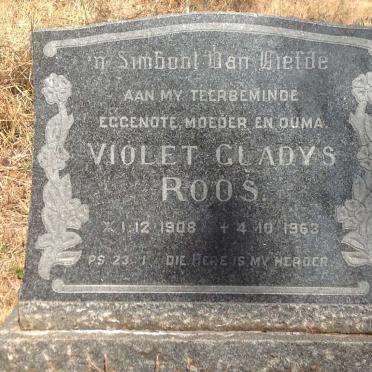 'n Simbool Van Liefde
AAN MY TEERBEMINDE
EGGENOTE, MOEDER EN OUMA.
VIOLET GLADYS
ROOS
* 1.12.1908 + 4.10.1963
PS. 23:1 DIE HERE IS MY HERDER.